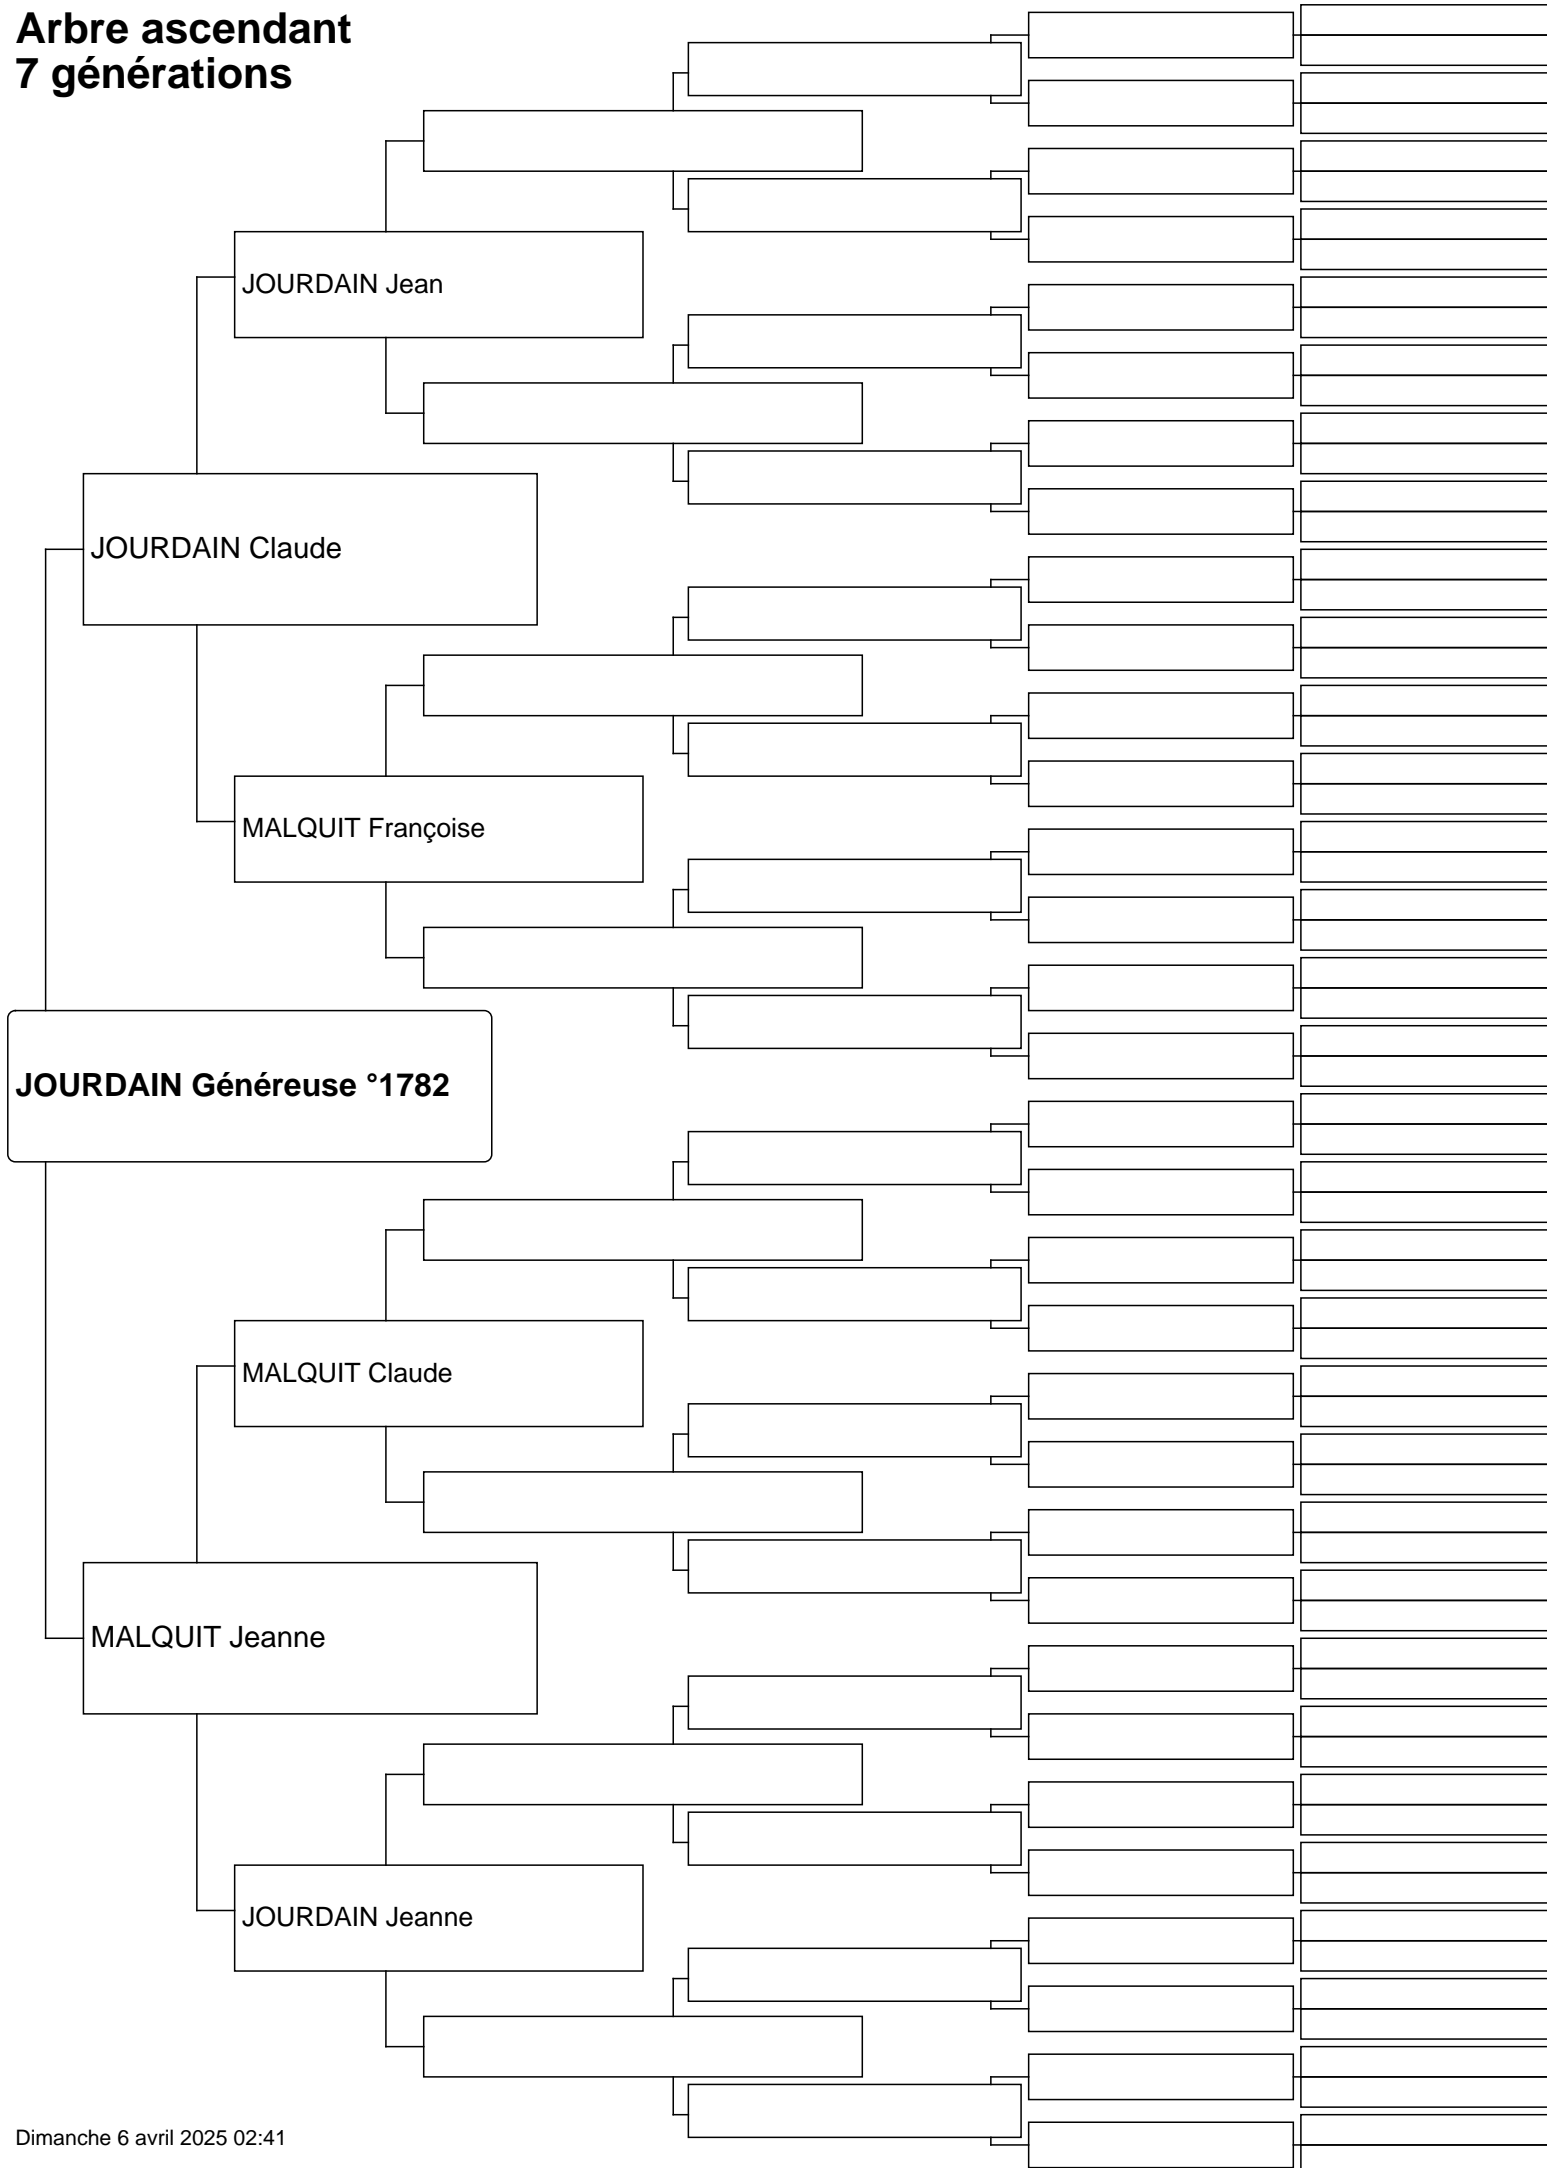 Arbre ascendant
7 générations
JOURDAIN Jean
JOURDAIN Claude
MALQUIT Françoise
JOURDAIN Généreuse °1782
MALQUIT Claude
MALQUIT Jeanne
JOURDAIN Jeanne
Dimanche 6 avril 2025 02:41